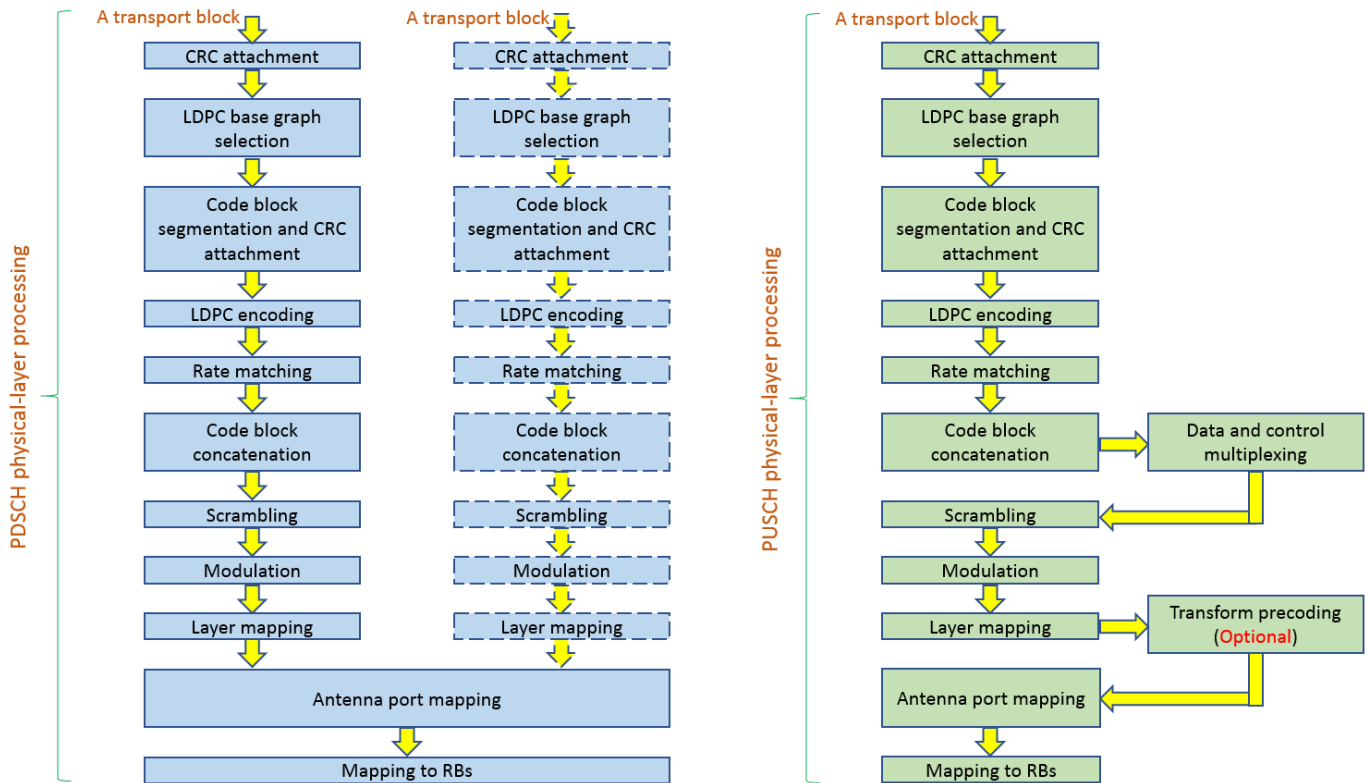 PDSCH physical-layer processing
A transport block
CRC attachment
LDPC base graph
selection
Code block
segmentation and CRC
attachment
LDPC encoding
Rate matching
Code block
concatenation
Scrambling
Modulation
Layer mapping
A transport block
CRC attachment
LDPC base graph
selection
Code block
segmentation and CRC
attachment
LDPC encoding
Rate matching
Code block
concatenation
Scrambling
Modulation
Layer mapping
Antenna port mapping
Mapping to RBs
PUSCH physical-layer processing
A transport block
CRC attachment
LDPC base graph
selection
Code block
segmentation and CRC
attachment
LDPC encoding
Rate matching
Code block
concatenation
Data and control
multiplexing
Scrambling
Modulation
Layer mapping
Transform precoding
(Optional)
Antenna port mapping
Mapping to RBs